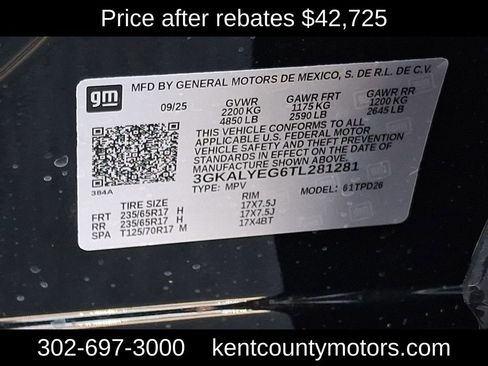 Price after rebates $42,725
MFD BY GENERAL MOTORS DE MEXICO, S. DE R.L. DE C.V.
gm
09/25 GVWR GAWR FRT GAWR RR
2200 KG 1175 KG 1200 KG
4850 LB 2590 LB 2645 LB
THIS VEHICLE CONFORMS TO ALL
APPLICABLE U.S. FEDERAL MOTOR
VEHICLE SAFETY, BUMPER, AND THEFT
PREVENTION STANDARDS IN EFFECT ON
THE DATE OF MANUFACTURE SHOWN ABOVE.
3GKALYEG6TL281281
384A TYPE: MPV MODEL: 61TPD26
TIRE SIZE RIM
FRT 235/65R17 H 17X7.5J
RR 235/65R17 H 17X7.5J
SPA T125/70R17 M 17X4BT
302-697-3000 kentcountymotors.com